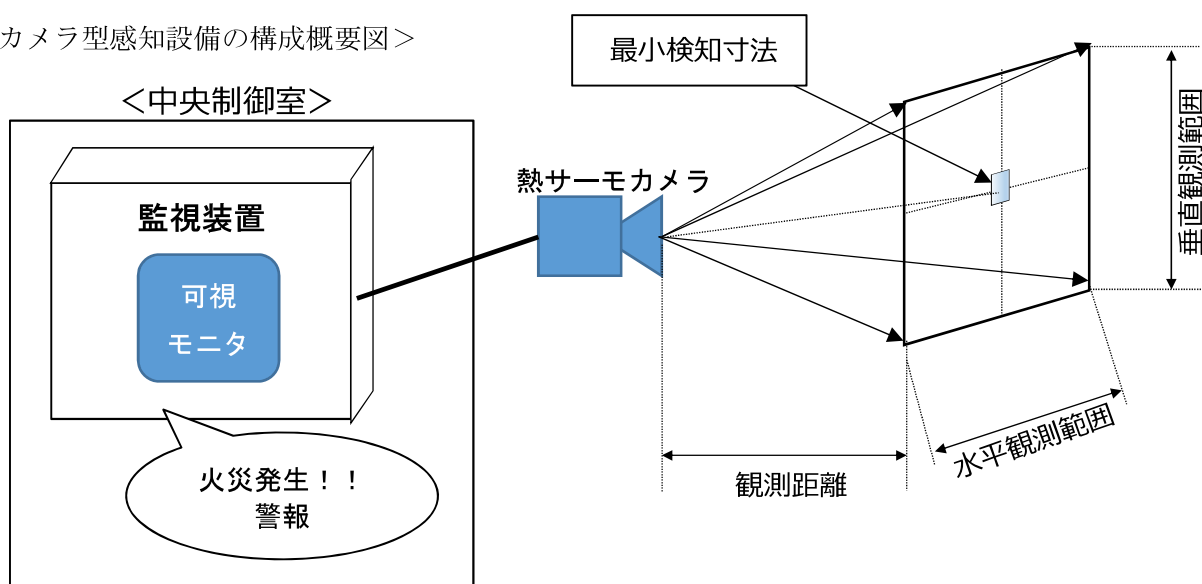 カメラ型感知設備の構成概要図＞
＜中央制御室＞
監視装置
可視
モニタ
火災発生！！
警報
熱サーモカメラ
最小検知寸法
垂直観測範囲
水平観測範囲
観測距離